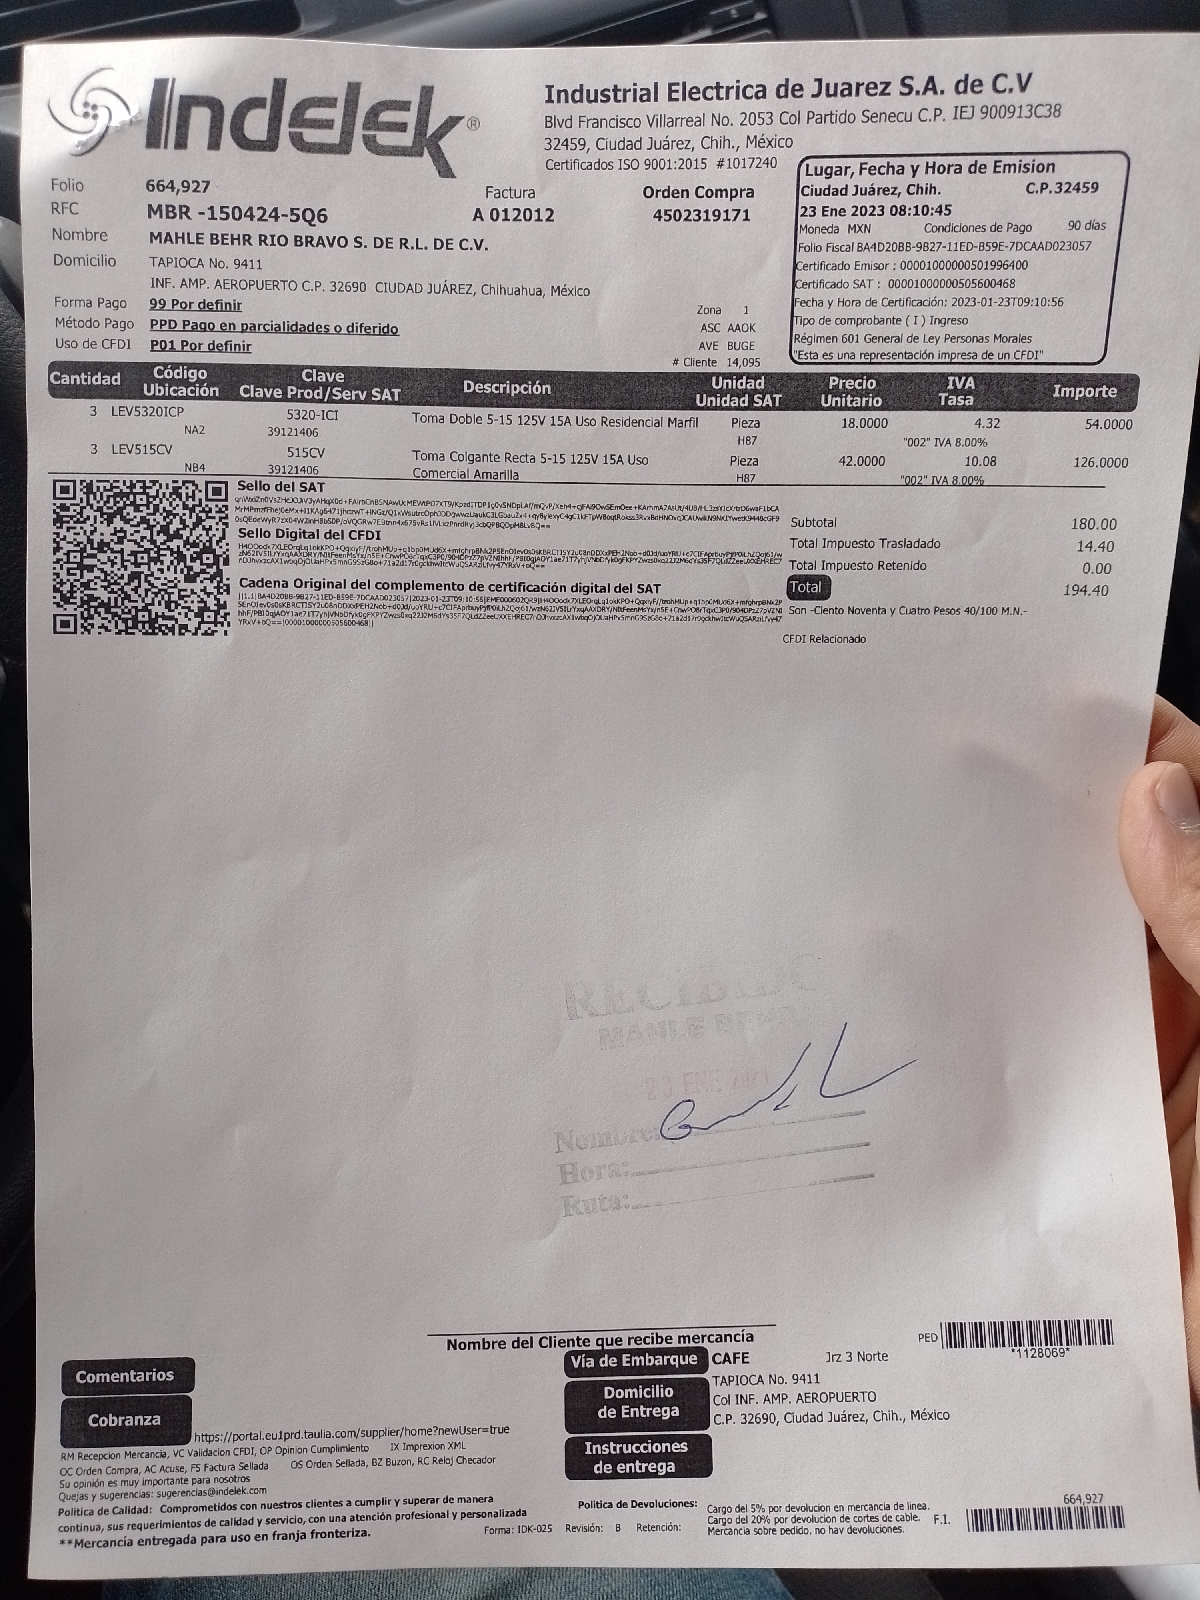 Indelek®
Industrial Electrica de Juarez S.A. de C.V
Blvd Francisco Villarreal No. 2053 Col Partido Senecu C.P. IEJ 900913C38
32459, Ciudad Juárez, Chih., México
Certificados ISO 9001:2015 #1017240
Folio 664,927 Factura Orden Compra
RFC MBR -150424-5Q6 A 012012 4502319171
Nombre MAHLE BEHR RIO BRAVO S. DE R.L. DE C.V.
Domicilio TAPIOCA No. 9411
INF. AMP. AEROPUERTO C.P. 32690 CIUDAD JUÁREZ, Chihuahua, México
Forma Pago 99 Por definir
Método Pago PPD Pago en parcialidades o diferido
Uso de CFDI P01 Por definir
Zona 1
ASC AAOK
AVE BUGE
# Cliente 14,095
Lugar, Fecha y Hora de Emision
Ciudad Juárez, Chih. C.P.32459
23 Ene 2023 08:10:45
Moneda MXN Condiciones de Pago 90 días
Folio Fiscal BA4D20BB-9B27-11ED-B59E-7DCAAD023057
Certificado Emisor : 00001000000501996400
Certificado SAT : 00001000000505600468
Fecha y Hora de Certificación: 2023-01-23T09:10:56
Tipo de comprobante ( I ) Ingreso
Régimen 601 General de Ley Personas Morales
"Esta es una representación impresa de un CFDI"
Cantidad Código Clave Descripción Unidad Precio IVA Importe
Ubicación Clave Prod/Serv SAT Unidad SAT Unitario Tasa
3 LEV5320ICP 5320-ICI Toma Doble 5-15 125V 15A Uso Residencial Marfil Pieza 18.0000 4.32 54.0000
NA2 39121406 H87 "002" IVA 8.00%
3 LEV515CV 515CV Toma Colgante Recta 5-15 125V 15A Uso Pieza 42.0000 10.08 126.0000
NB4 39121406 Comercial Amarilla H87 "002" IVA 8.00%
Sello del SAT
Sello Digital del CFDI
Cadena Original del complemento de certificación digital del SAT
Subtotal 180.00
Total Impuesto Trasladado 14.40
Total Impuesto Retenido 0.00
Total 194.40
Son -Ciento Noventa y Cuatro Pesos 40/100 M.N.-
CFDI Relacionado
RECIBIDO
MAHLE BEHR
23 ENE 2023
Nombre:
Hora:
Ruta:
Nombre del Cliente que recibe mercancía
PED *1128069*
Comentarios
Cobranza
https://portal.eu1prd.taulia.com/supplier/home?newUser=true
Vía de Embarque CAFE Jrz 3 Norte
Domicilio de Entrega
TAPIOCA No. 9411
Col INF. AMP. AEROPUERTO
C.P. 32690, Ciudad Juárez, Chih., México
Instrucciones de entrega
RM Recepcion Mercancia, VC Validacion CFDI, OP Opinion Cumplimiento IX Imprexion XML
OC Orden Compra, AC Acuse, FS Factura Sellada OS Orden Sellada, BZ Buzon, RC Reloj Checador
Su opinión es muy importante para nosotros
Quejas y sugerencias: sugerencias@indelek.com
Politica de Calidad: Comprometidos con nuestros clientes a cumplir y superar de manera
continua, sus requerimientos de calidad y servicio, con una atención profesional y personalizada
**Mercancia entregada para uso en franja fronteriza.
Forma: IDK-025 Revisión: B Retención:
Politica de Devoluciones: Cargo del 5% por devolucion en mercancia de linea.
Cargo del 20% por devolucion de cortes de cable.
Mercancia sobre pedido, no hay devoluciones.
F.I. 664,927